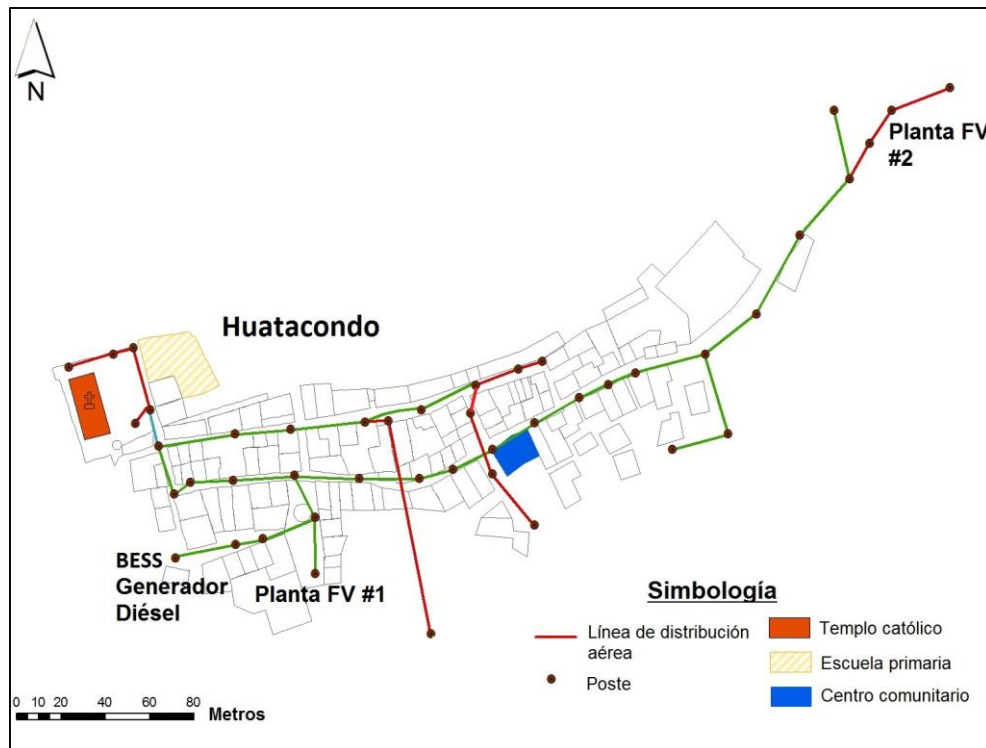 N
Planta FV
#2
Huatacondo
BESS
Generador
Diésel
Planta FV #1
Simbología
Línea de distribución
aérea
Poste
Templo católico
Escuela primaria
Centro comunitario
0 10 20 40 60 80
Metros